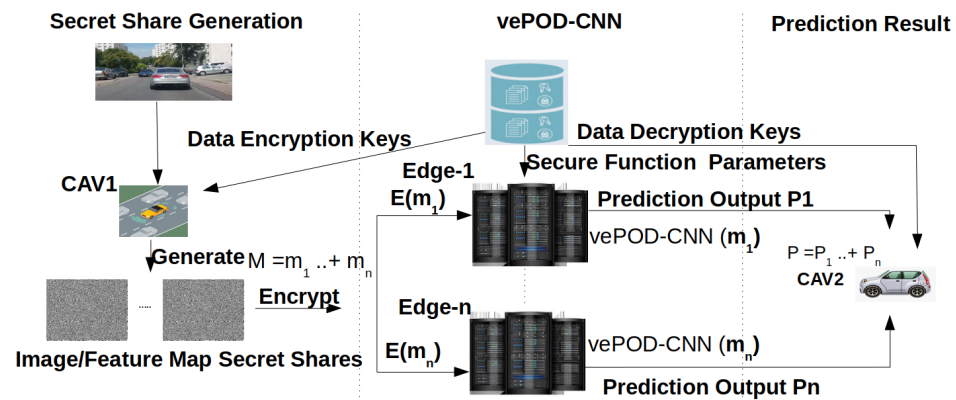 Secret Share Generation
vePOD-CNN
Prediction Result
Data Encryption Keys
Data Decryption Keys
Secure Function Parameters
CAV1
Edge-1
E(m1)
Prediction Output P1
vePOD-CNN (m1)
Generate
M =m1 ..+ mn
Encrypt
.....
Image/Feature Map Secret Shares
P =P1 ..+ Pn
CAV2
Edge-n
E(mn)
vePOD-CNN (mn)
Prediction Output Pn